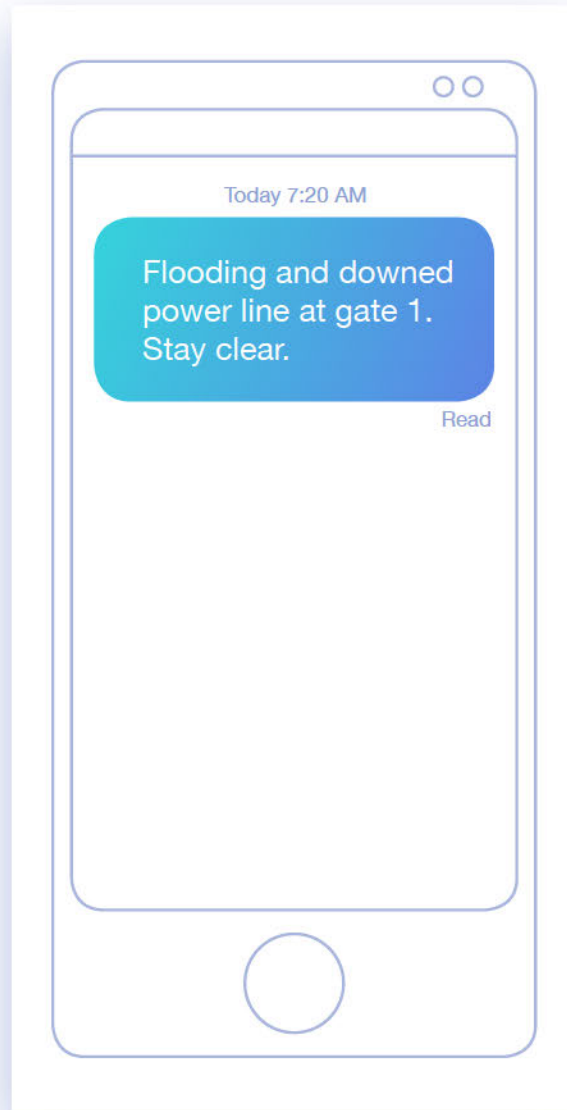 Today 7:20 AM
Flooding and downed
power line at gate 1.
Stay clear.
Read